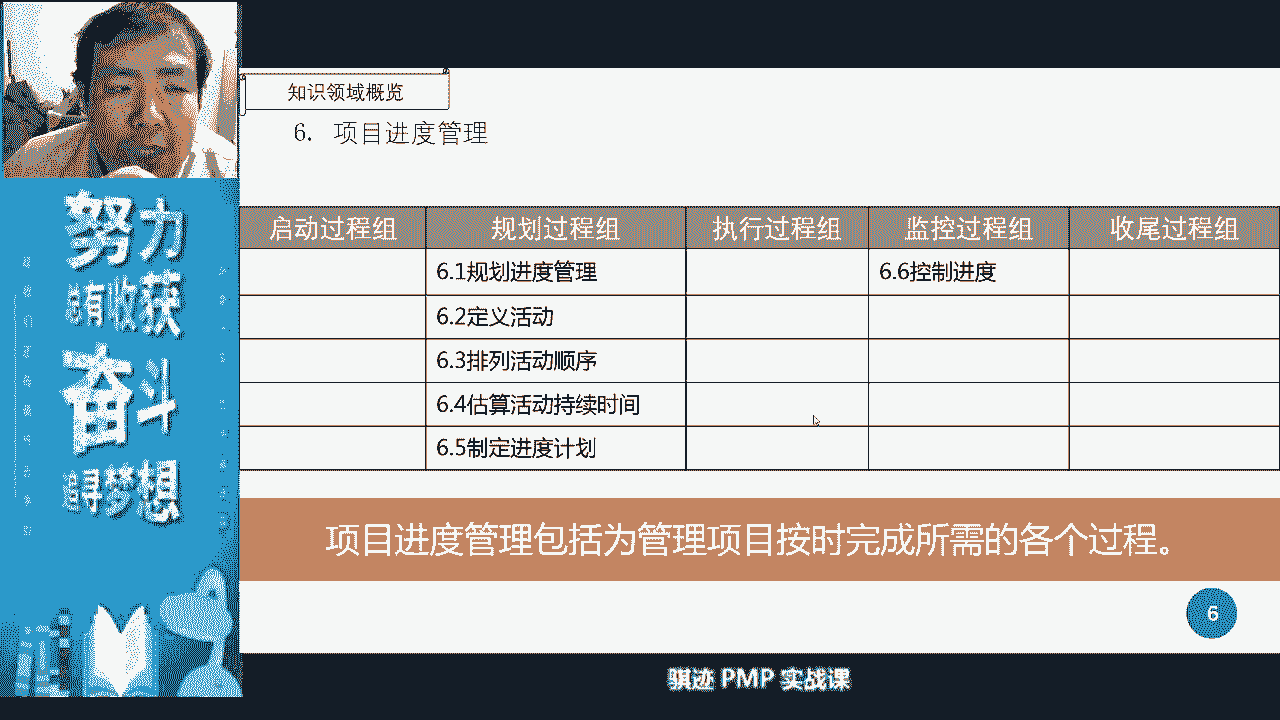 知识领域概览
6. 项目进度管理
启动过程组 规划过程组 执行过程组 监控过程组 收尾过程组
6.1规划进度管理 6.6控制进度
6.2定义活动
6.3排列活动顺序
6.4估算活动持续时间
6.5制定进度计划
项目进度管理包括为管理项目按时完成所需的各个过程。
6
骐迹 PMP 实战课
努力
总有收获
奋斗
追寻梦想